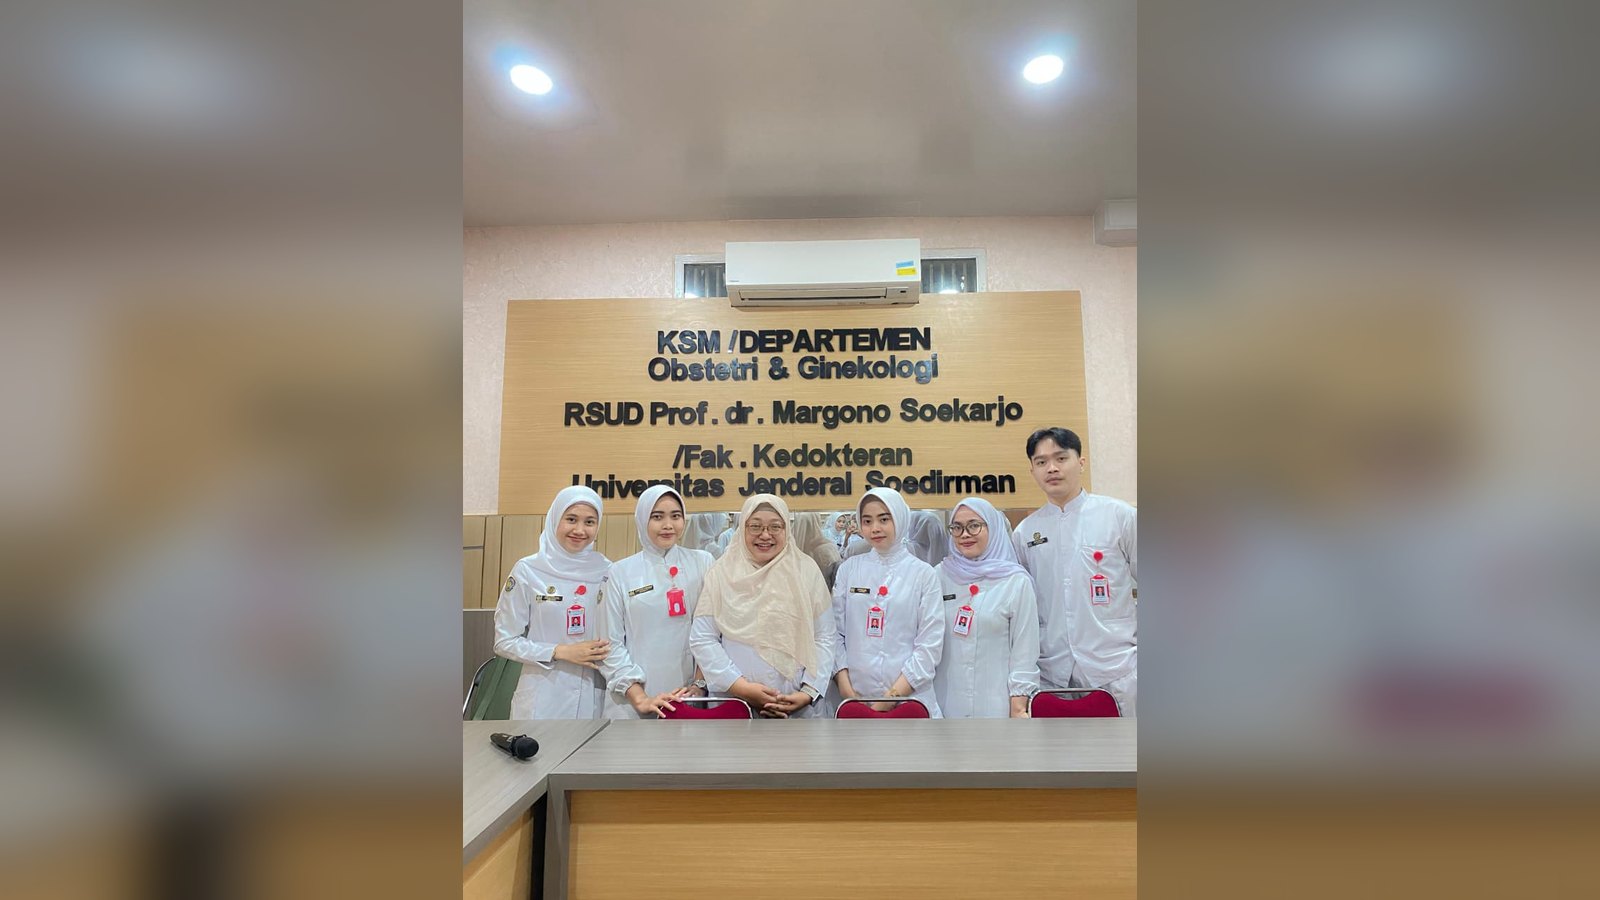 KSM /DEPARTEMEN
Obstetri & Ginekologi
RSUD Prof. dr. Margono Soekarjo
/Fak. Kedokteran
Universitas Jenderal Soedirman